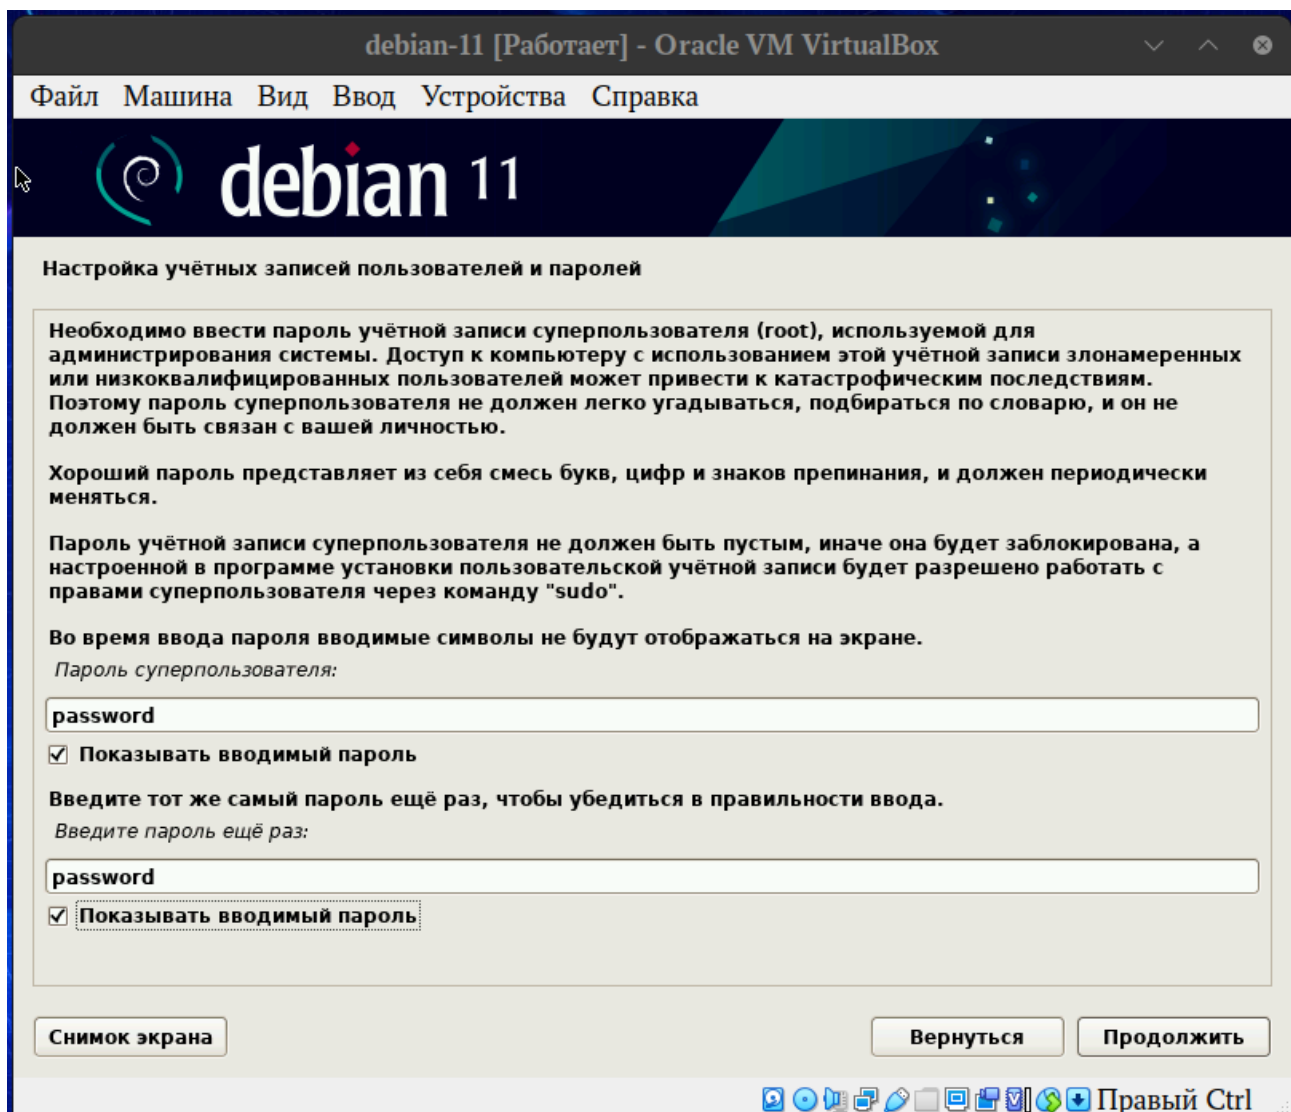 debian-11 [Работает] - Oracle VM VirtualBox
Файл Машина Вид Ввод Устройства Справка
debian 11
Настройка учётных записей пользователей и паролей
Необходимо ввести пароль учётной записи суперпользователя (root), используемой для
администрирования системы. Доступ к компьютеру с использованием этой учётной записи злонамеренных
или низкоквалифицированных пользователей может привести к катастрофическим последствиям.
Поэтому пароль суперпользователя не должен легко угадываться, подбираться по словарю, и он не
должен быть связан с вашей личностью.
Хороший пароль представляет из себя смесь букв, цифр и знаков препинания, и должен периодически
меняться.
Пароль учётной записи суперпользователя не должен быть пустым, иначе она будет заблокирована, а
настроенной в программе установки пользовательской учётной записи будет разрешено работать с
правами суперпользователя через команду "sudo".
Во время ввода пароля вводимые символы не будут отображаться на экране.
Пароль суперпользователя:
password
Показывать вводимый пароль
Введите тот же самый пароль ещё раз, чтобы убедиться в правильности ввода.
Введите пароль ещё раз:
password
Показывать вводимый пароль
Снимок экрана Вернуться Продолжить
Правый Ctrl